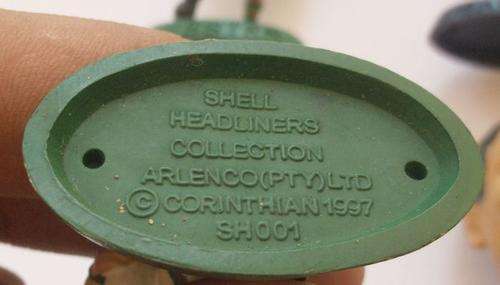 SHELL
HEADLINERS
COLLECTION
ARLENCO(PTY)LTD
© CORINTHIAN 1997
SH001